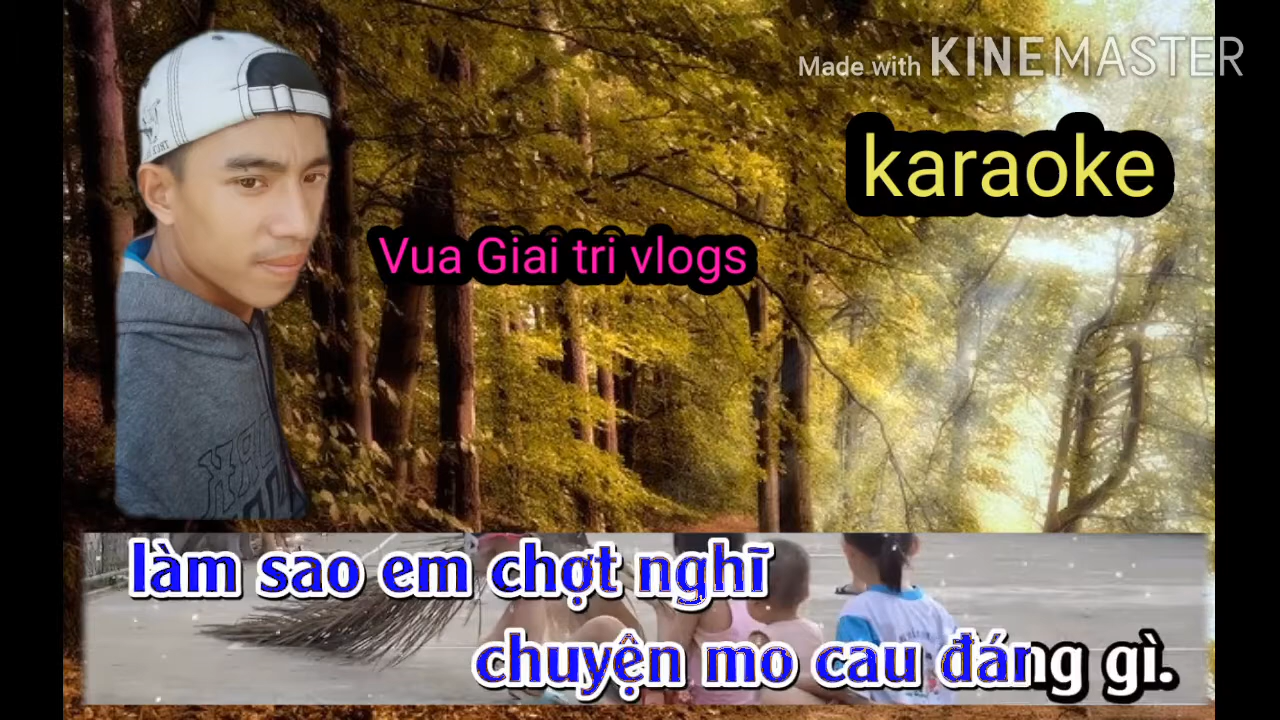 Made with KINEMASTER
karaoke
Vua Giai tri vlogs
làm sao em chợt nghĩ
chuyện mo cau đáng gì.